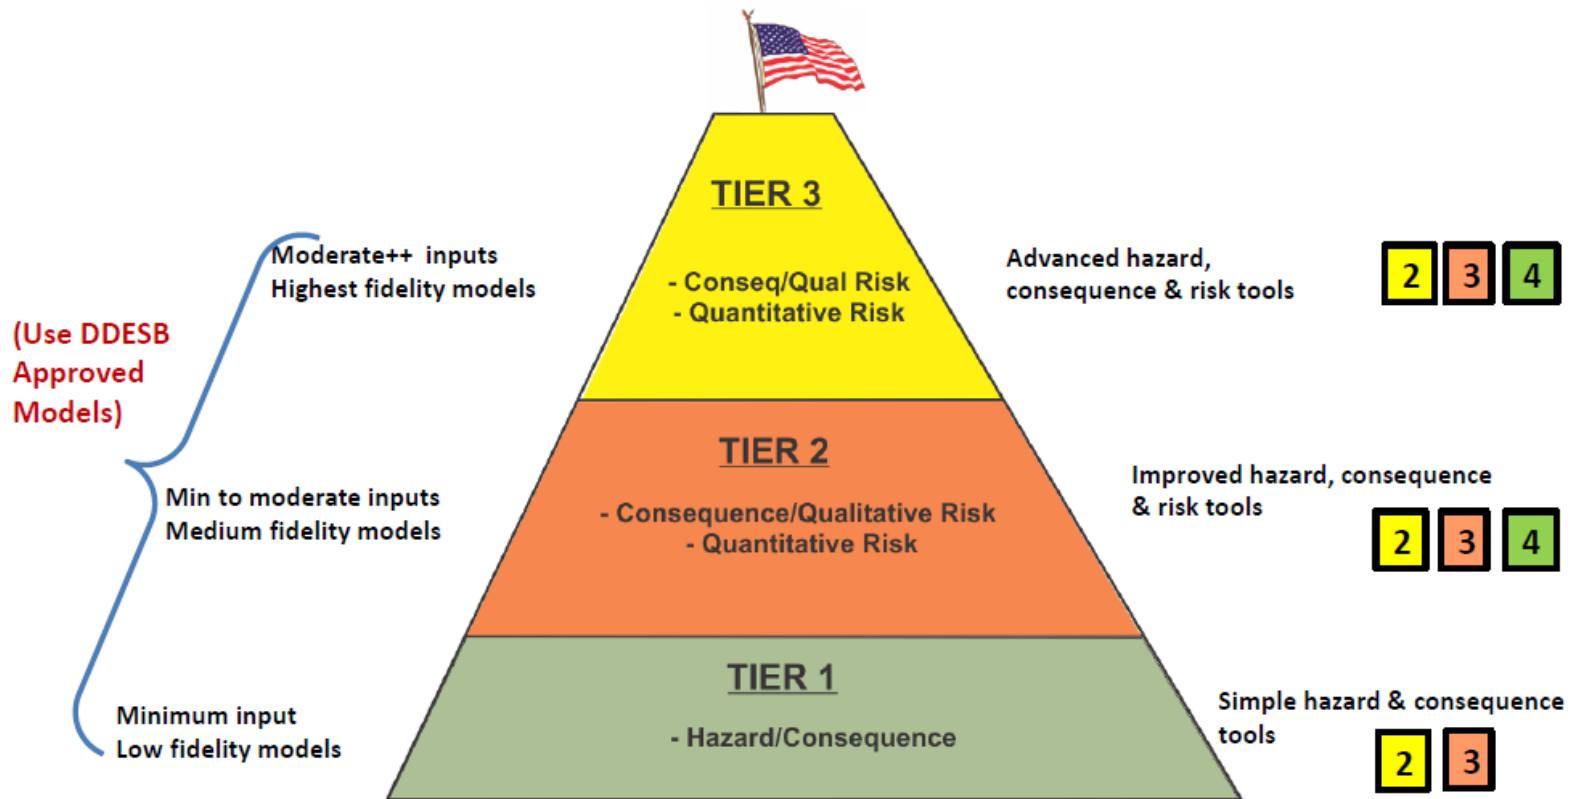 TIER 3
- Conseq/Qual Risk
- Quantitative Risk
Moderate++ inputs
Highest fidelity models
Advanced hazard,
consequence & risk tools
2 3 4
(Use DDESB
Approved
Models)
TIER 2
- Consequence/Qualitative Risk
- Quantitative Risk
Min to moderate inputs
Medium fidelity models
Improved hazard, consequence
& risk tools
2 3 4
TIER 1
- Hazard/Consequence
Minimum input
Low fidelity models
Simple hazard & consequence
tools
2 3